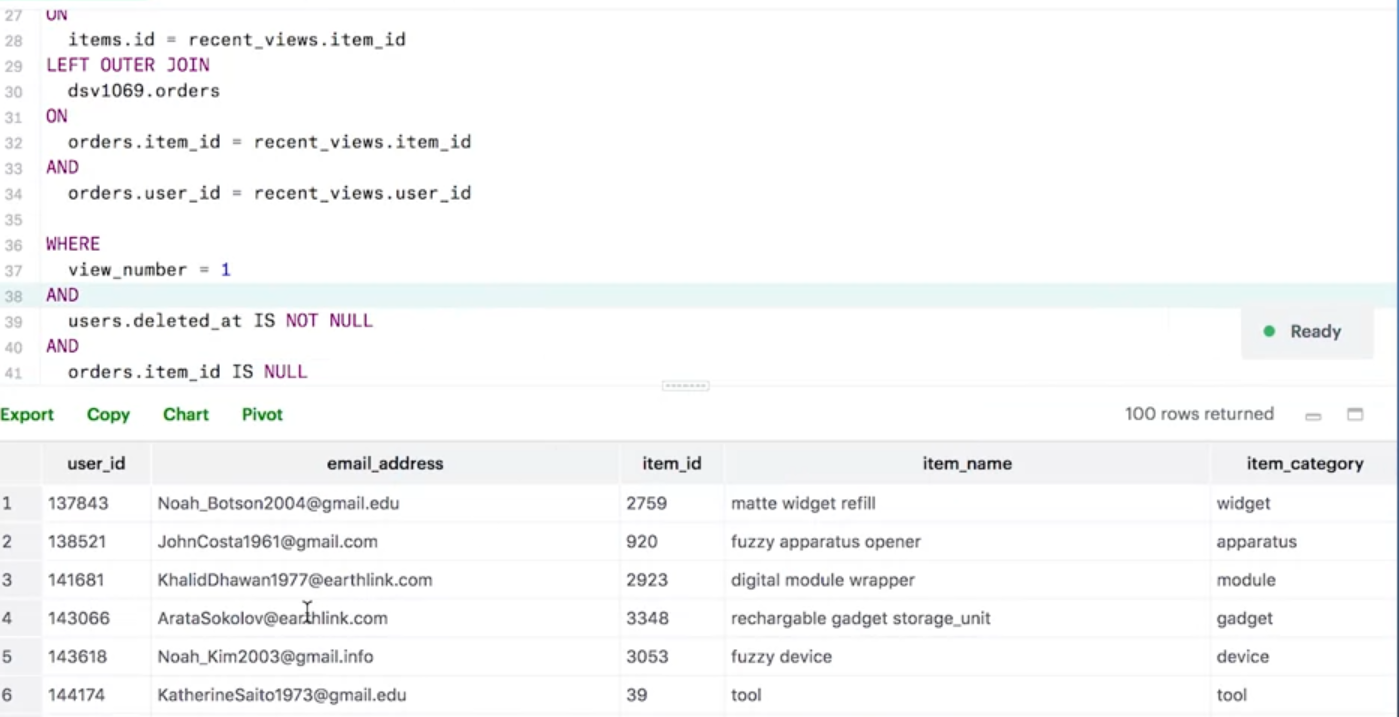 27 ON
28 items.id = recent_views.item_id
29 LEFT OUTER JOIN
30 dsv1069.orders
31 ON
32 orders.item_id = recent_views.item_id
33 AND
34 orders.user_id = recent_views.user_id
35
36 WHERE
37 view_number = 1
38 AND
39 users.deleted_at IS NOT NULL
Ready
40 AND
41 orders.item_id IS NULL
Export Copy Chart Pivot 100 rows returned
user_id email_address item_id item_name item_category
1 137843 Noah_Botson2004@gmail.edu 2759 matte widget refill widget
2 138521 JohnCosta1961@gmail.com 920 fuzzy apparatus opener apparatus
3 141681 KhalidDhawan1977@earthlink.com 2923 digital module wrapper module
4 143066 ArataSokolov@earthlink.com 3348 rechargable gadget storage_unit gadget
5 143618 Noah_Kim2003@gmail.info 3053 fuzzy device device
6 144174 KatherineSaito1973@gmail.edu 39 tool tool